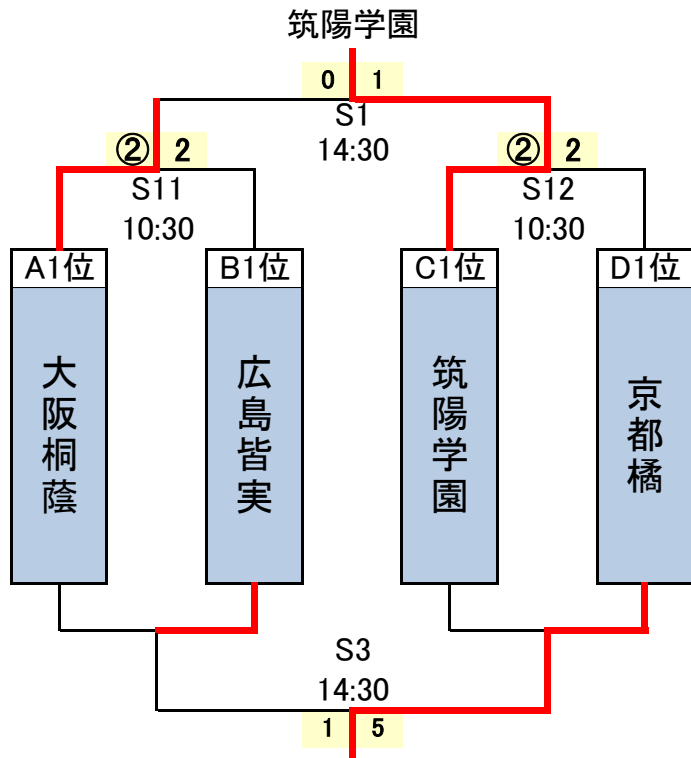 筑陽学園
0 1
S1
14:30
② 2
② 2
S11
S12
10:30
10:30
A1位
B1位
C1位
D1位
大阪桐蔭
広島皆実
筑陽学園
京都橘
S3
14:30
1 5